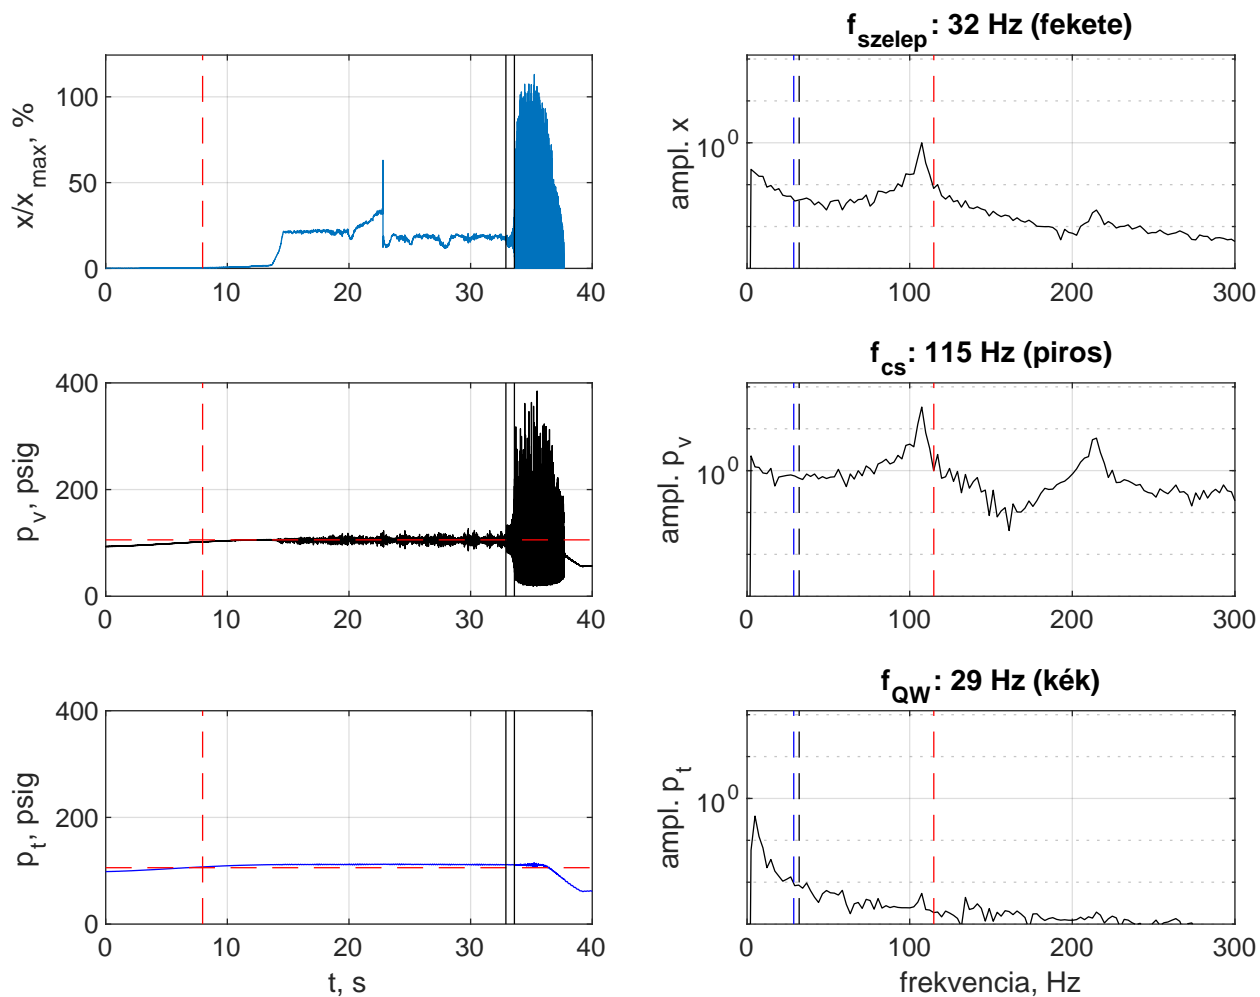 x/x_max, %
100
50
0
0 10 20 30 40
f_szelep: 32 Hz (fekete)
ampl. x
10^0
0 100 200 300
p_v, psig
400
200
0
0 10 20 30 40
f_cs: 115 Hz (piros)
ampl. p_v
10^0
0 100 200 300
p_t, psig
400
200
0
0 10 20 30 40
t, s
f_QW: 29 Hz (kék)
ampl. p_t
10^0
0 100 200 300
frekvencia, Hz